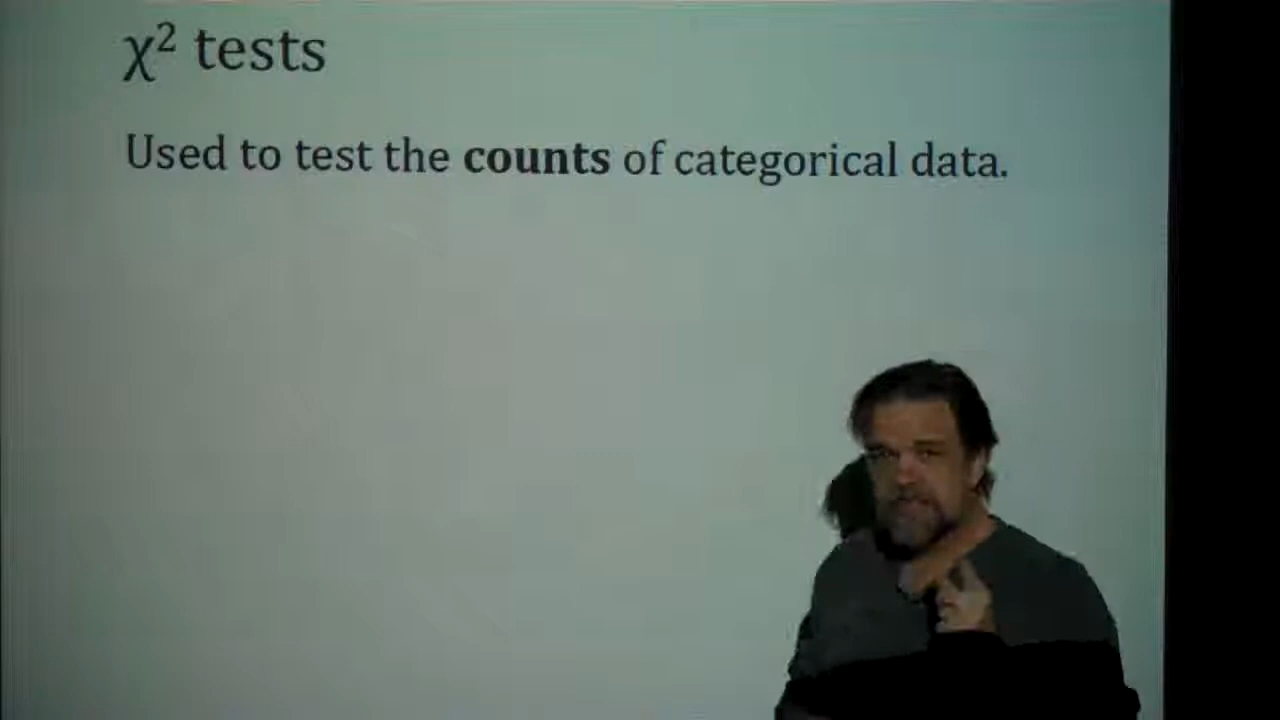 χ² tests
Used to test the counts of categorical data.